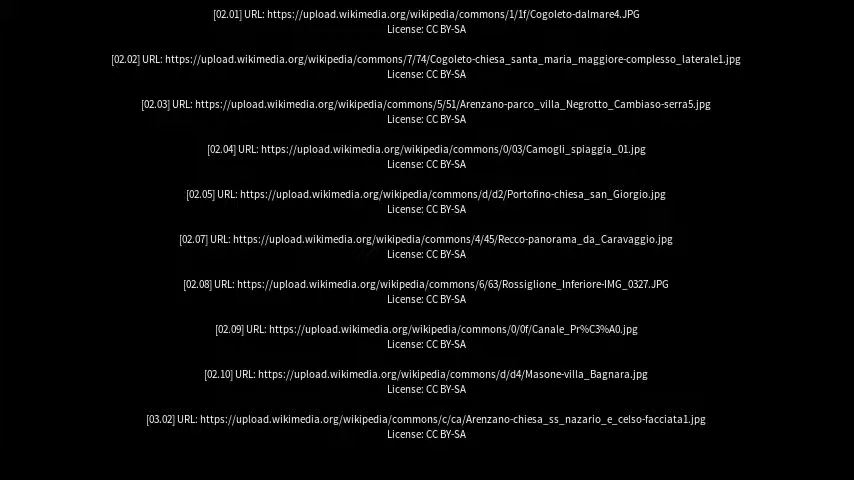 [02.01] URL: https://upload.wikimedia.org/wikipedia/commons/1/1f/Cogoleto-dalmare4.JPG
License: CC BY-SA
[02.02] URL: https://upload.wikimedia.org/wikipedia/commons/7/74/Cogoleto-chiesa_santa_maria_maggiore-complesso_laterale1.jpg
License: CC BY-SA
[02.03] URL: https://upload.wikimedia.org/wikipedia/commons/5/51/Arenzano-parco_villa_Negrotto_Cambiaso-serra5.jpg
License: CC BY-SA
[02.04] URL: https://upload.wikimedia.org/wikipedia/commons/0/03/Camogli_spiaggia_01.jpg
License: CC BY-SA
[02.05] URL: https://upload.wikimedia.org/wikipedia/commons/d/d2/Portofino-chiesa_san_Giorgio.jpg
License: CC BY-SA
[02.07] URL: https://upload.wikimedia.org/wikipedia/commons/4/45/Recco-panorama_da_Caravaggio.jpg
License: CC BY-SA
[02.08] URL: https://upload.wikimedia.org/wikipedia/commons/6/63/Rossiglione_Inferiore-IMG_0327.JPG
License: CC BY-SA
[02.09] URL: https://upload.wikimedia.org/wikipedia/commons/0/0f/Canale_Pr%C3%A0.jpg
License: CC BY-SA
[02.10] URL: https://upload.wikimedia.org/wikipedia/commons/d/d4/Masone-villa_Bagnara.jpg
License: CC BY-SA
[03.02] URL: https://upload.wikimedia.org/wikipedia/commons/c/ca/Arenzano-chiesa_ss_nazario_e_celso-facciata1.jpg
License: CC BY-SA